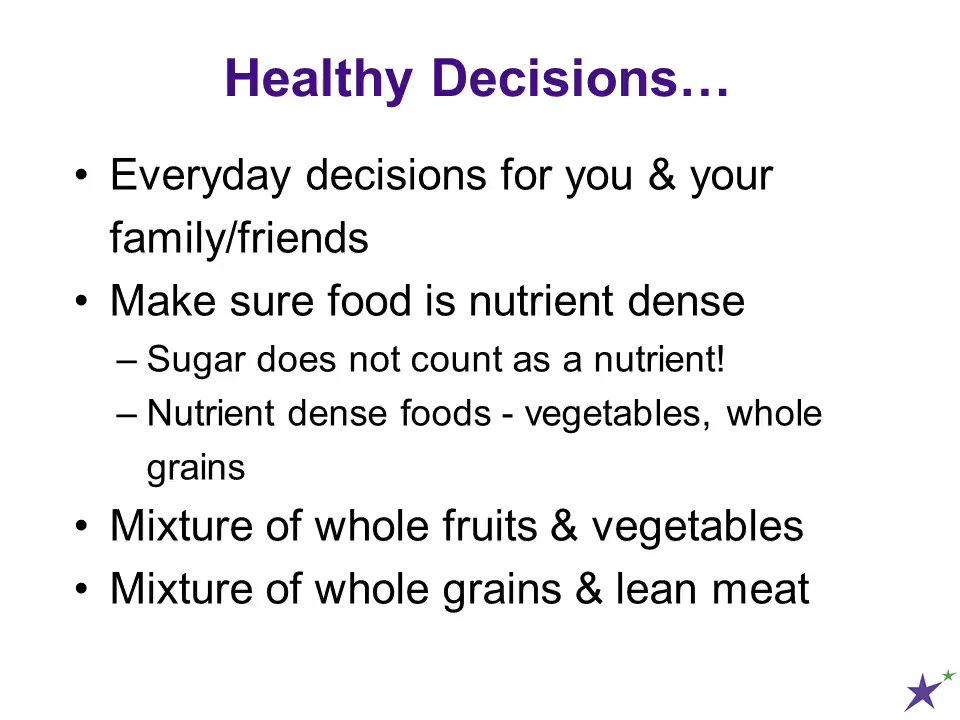 Healthy Decisions…
• Everyday decisions for you & your
family/friends
• Make sure food is nutrient dense
– Sugar does not count as a nutrient!
– Nutrient dense foods - vegetables, whole
grains
• Mixture of whole fruits & vegetables
• Mixture of whole grains & lean meat